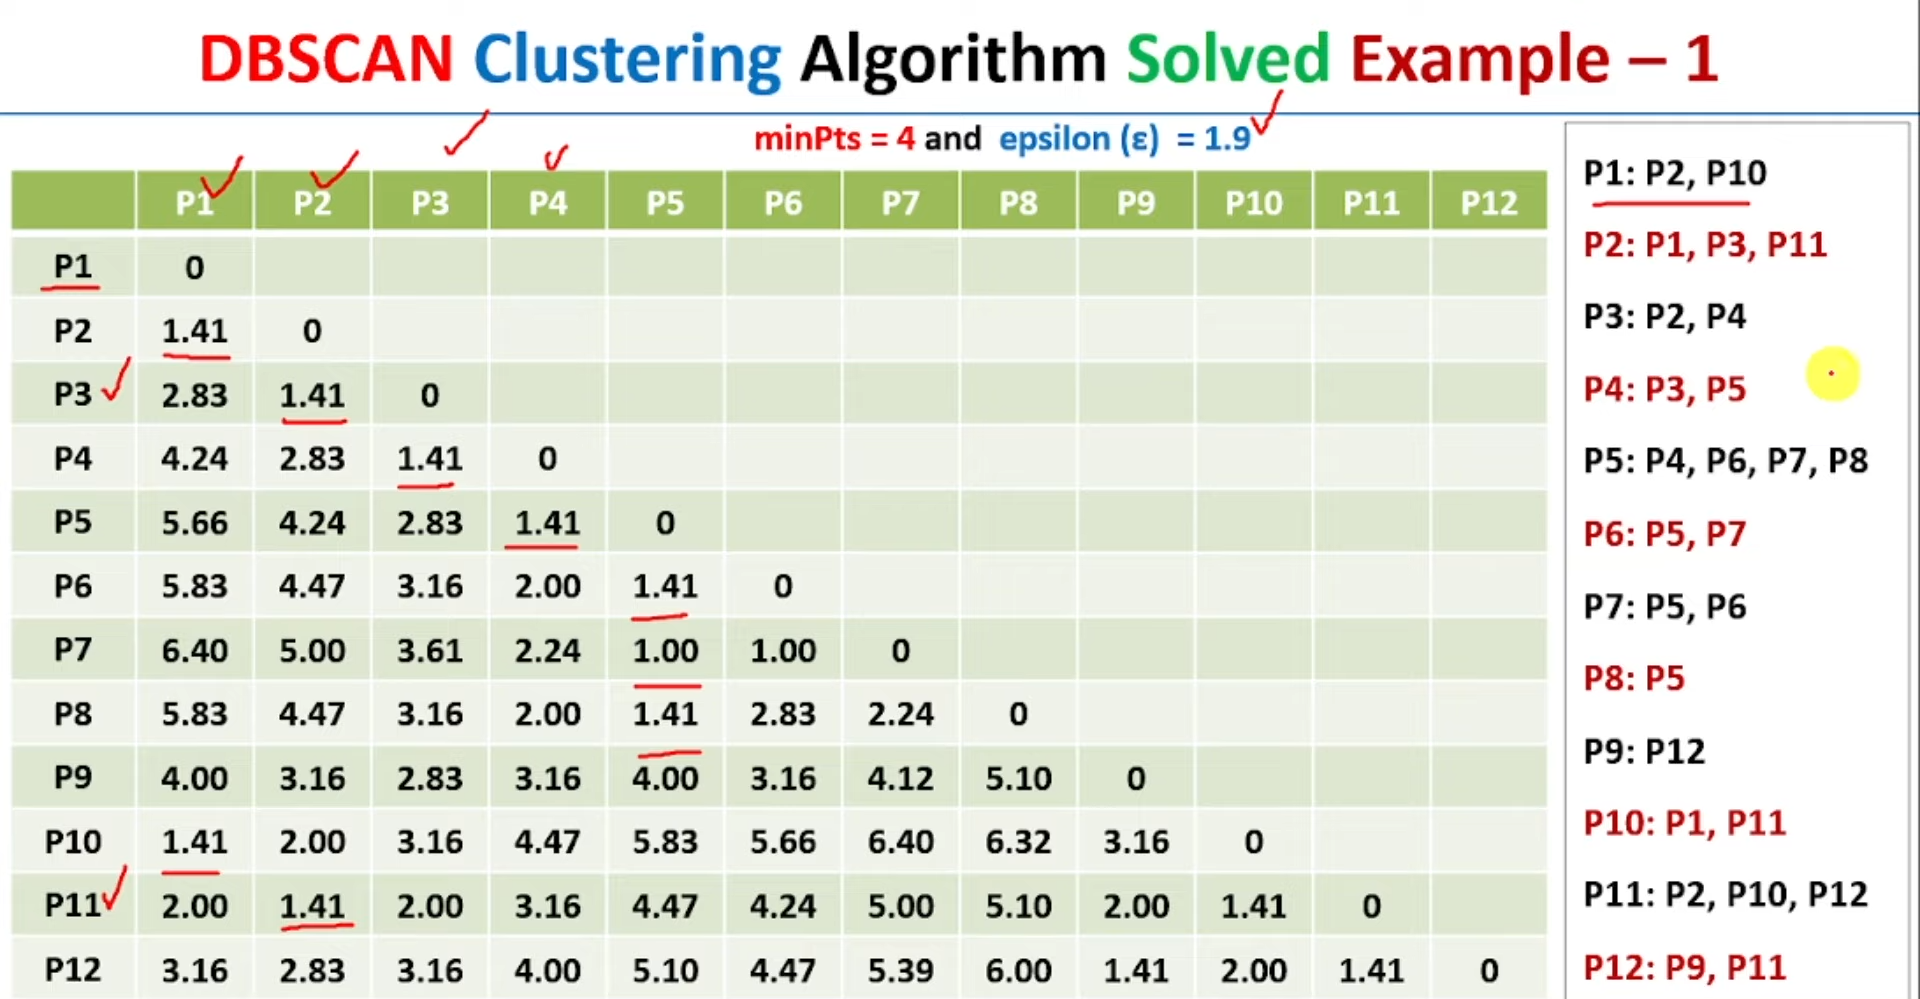 DBSCAN Clustering Algorithm Solved Example – 1
minPts = 4 and epsilon (ε) = 1.9
P1 P2 P3 P4 P5 P6 P7 P8 P9 P10 P11 P12
P1 0
P2 1.41 0
P3 2.83 1.41 0
P4 4.24 2.83 1.41 0
P5 5.66 4.24 2.83 1.41 0
P6 5.83 4.47 3.16 2.00 1.41 0
P7 6.40 5.00 3.61 2.24 1.00 1.00 0
P8 5.83 4.47 3.16 2.00 1.41 2.83 2.24 0
P9 4.00 3.16 2.83 3.16 4.00 3.16 4.12 5.10 0
P10 1.41 2.00 3.16 4.47 5.83 5.66 6.40 6.32 3.16 0
P11 2.00 1.41 2.00 3.16 4.47 4.24 5.00 5.10 2.00 1.41 0
P12 3.16 2.83 3.16 4.00 5.10 4.47 5.39 6.00 1.41 2.00 1.41 0
P1: P2, P10
P2: P1, P3, P11
P3: P2, P4
P4: P3, P5
P5: P4, P6, P7, P8
P6: P5, P7
P7: P5, P6
P8: P5
P9: P12
P10: P1, P11
P11: P2, P10, P12
P12: P9, P11